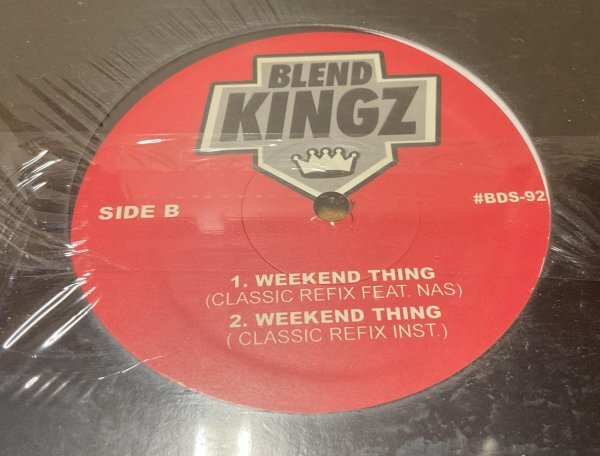 BLEND
KINGZ
SIDE B
#BDS-92
1. WEEKEND THING
(CLASSIC REFIX FEAT. NAS)
2. WEEKEND THING
( CLASSIC REFIX INST.)